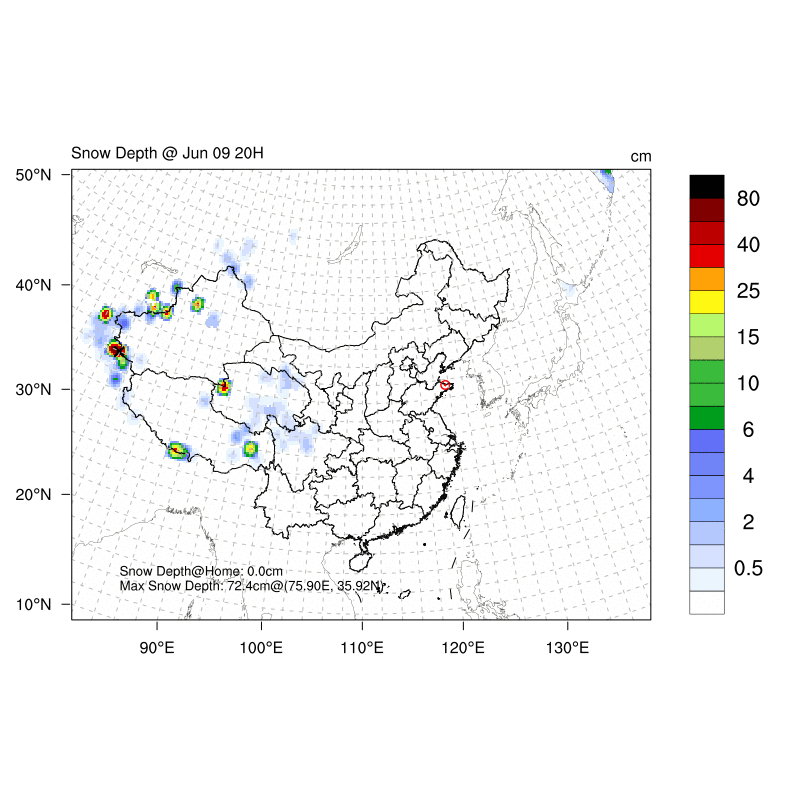 Snow Depth @ Jun 09 20H
cm
50°N
40°N
30°N
20°N
10°N
90°E
100°E
110°E
120°E
130°E
80
40
25
15
10
6
4
2
0.5
Snow Depth@Home: 0.0cm
Max Snow Depth: 72.4cm@(75.90E, 35.92N)